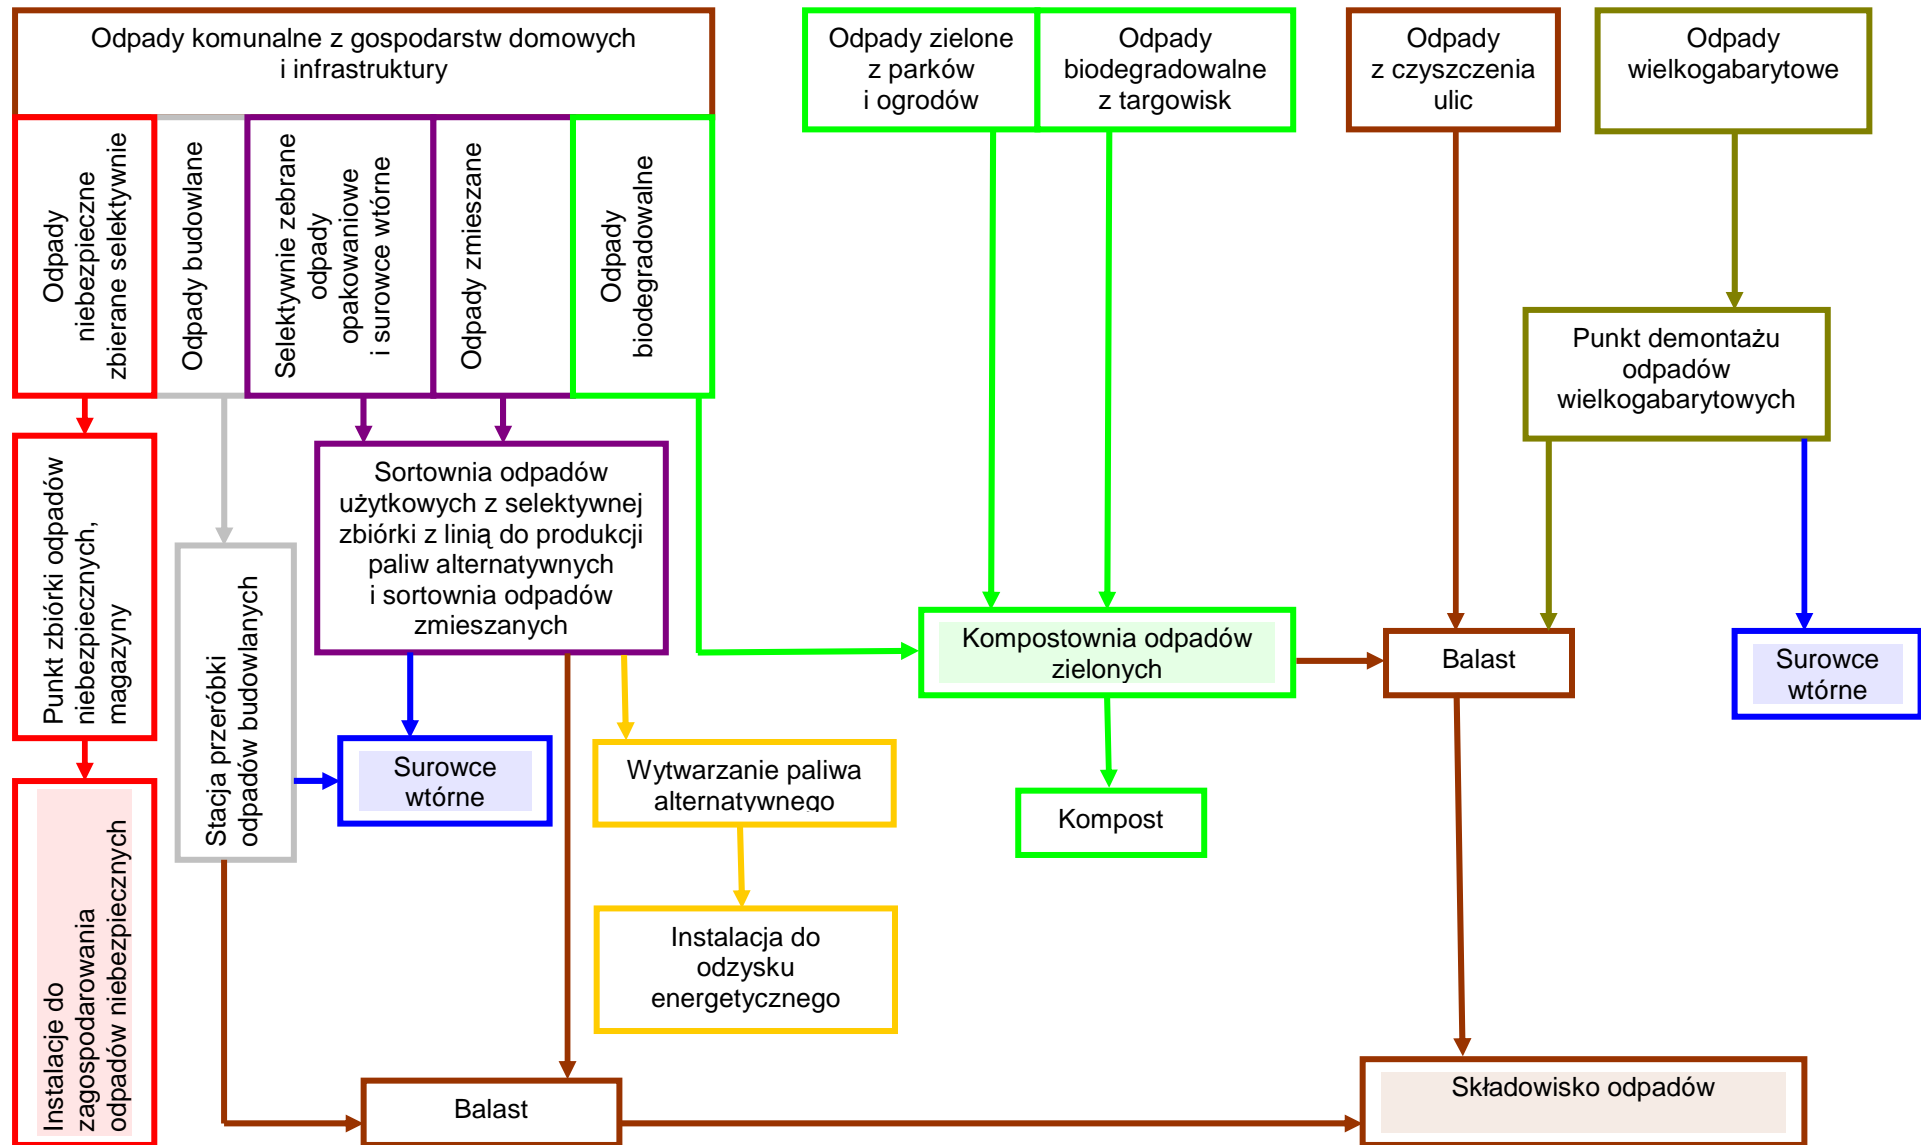 Odpady komunalne z gospodarstw domowych
i infrastruktury
Odpady zielone
z parków
i ogrodów
Odpady
biodegradowalne
z targowisk
Odpady
z czyszczenia
ulic
Odpady
wielkogabarytowe
Odpady
niebezpieczne
zbierane selektywnie
Odpady budowlane
Selektywnie zebrane
odpady
opakowaniowe
i surowce wtórne
Odpady zmieszane
Odpady
biodegradowalne
Punkt demontażu
odpadów
wielkogabarytowych
Punkt zbiórki odpadów
niebezpiecznych,
magazyny
Sortownia odpadów
użytkowych z selektywnej
zbiórki z linią do produkcji
paliw alternatywnych
i sortownia odpadów
zmieszanych
Stacja przeróbki
odpadów budowlanych
Kompostownia odpadów
zielonych
Balast
Surowce
wtórne
Surowce
wtórne
Wytwarzanie paliwa
alternatywnego
Kompost
Instalacje do
zagospodarowania
odpadów niebezpiecznych
Instalacja do
odzysku
energetycznego
Balast
Składowisko odpadów